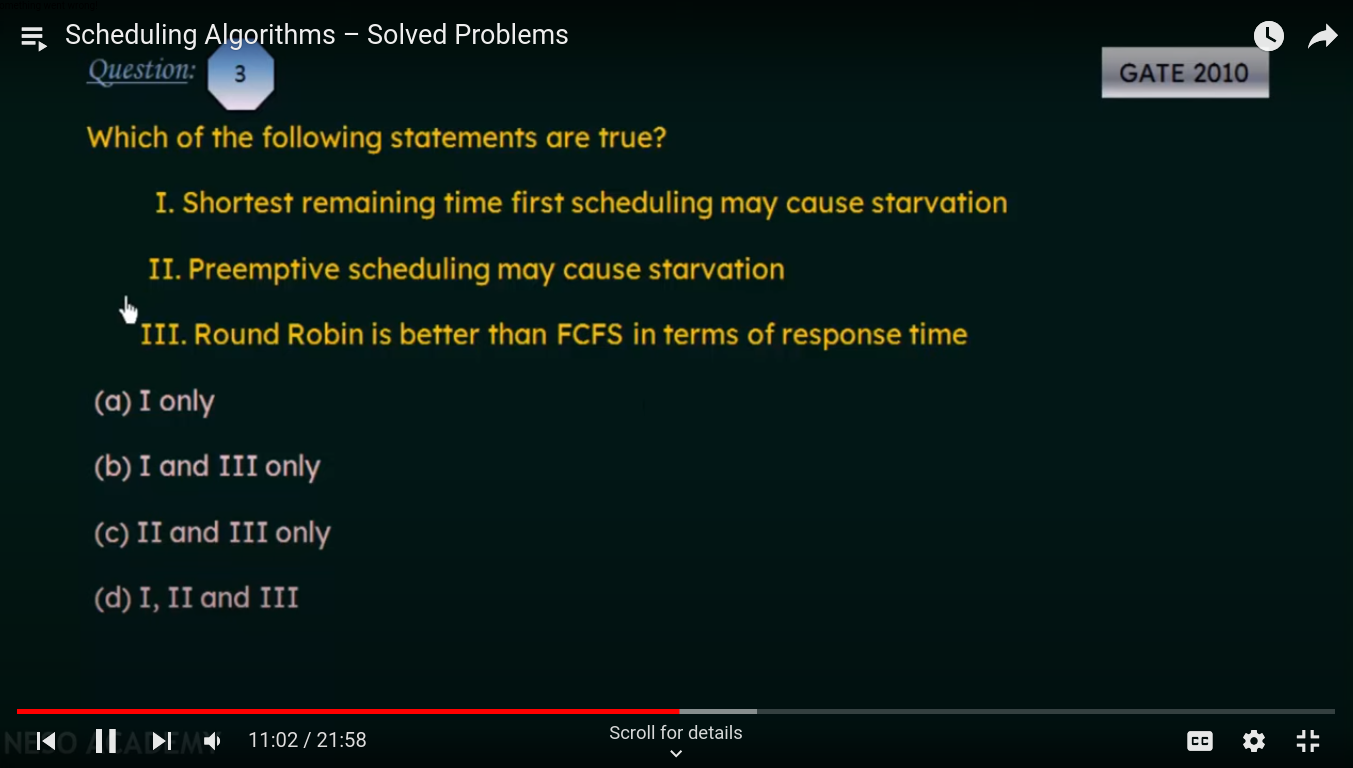 Scheduling Algorithms – Solved Problems
Question: 3
GATE 2010
Which of the following statements are true?
I. Shortest remaining time first scheduling may cause starvation
II. Preemptive scheduling may cause starvation
III. Round Robin is better than FCFS in terms of response time
(a) I only
(b) I and III only
(c) II and III only
(d) I, II and III
NESO ACADEMY
11:02 / 21:58
Scroll for details
CC